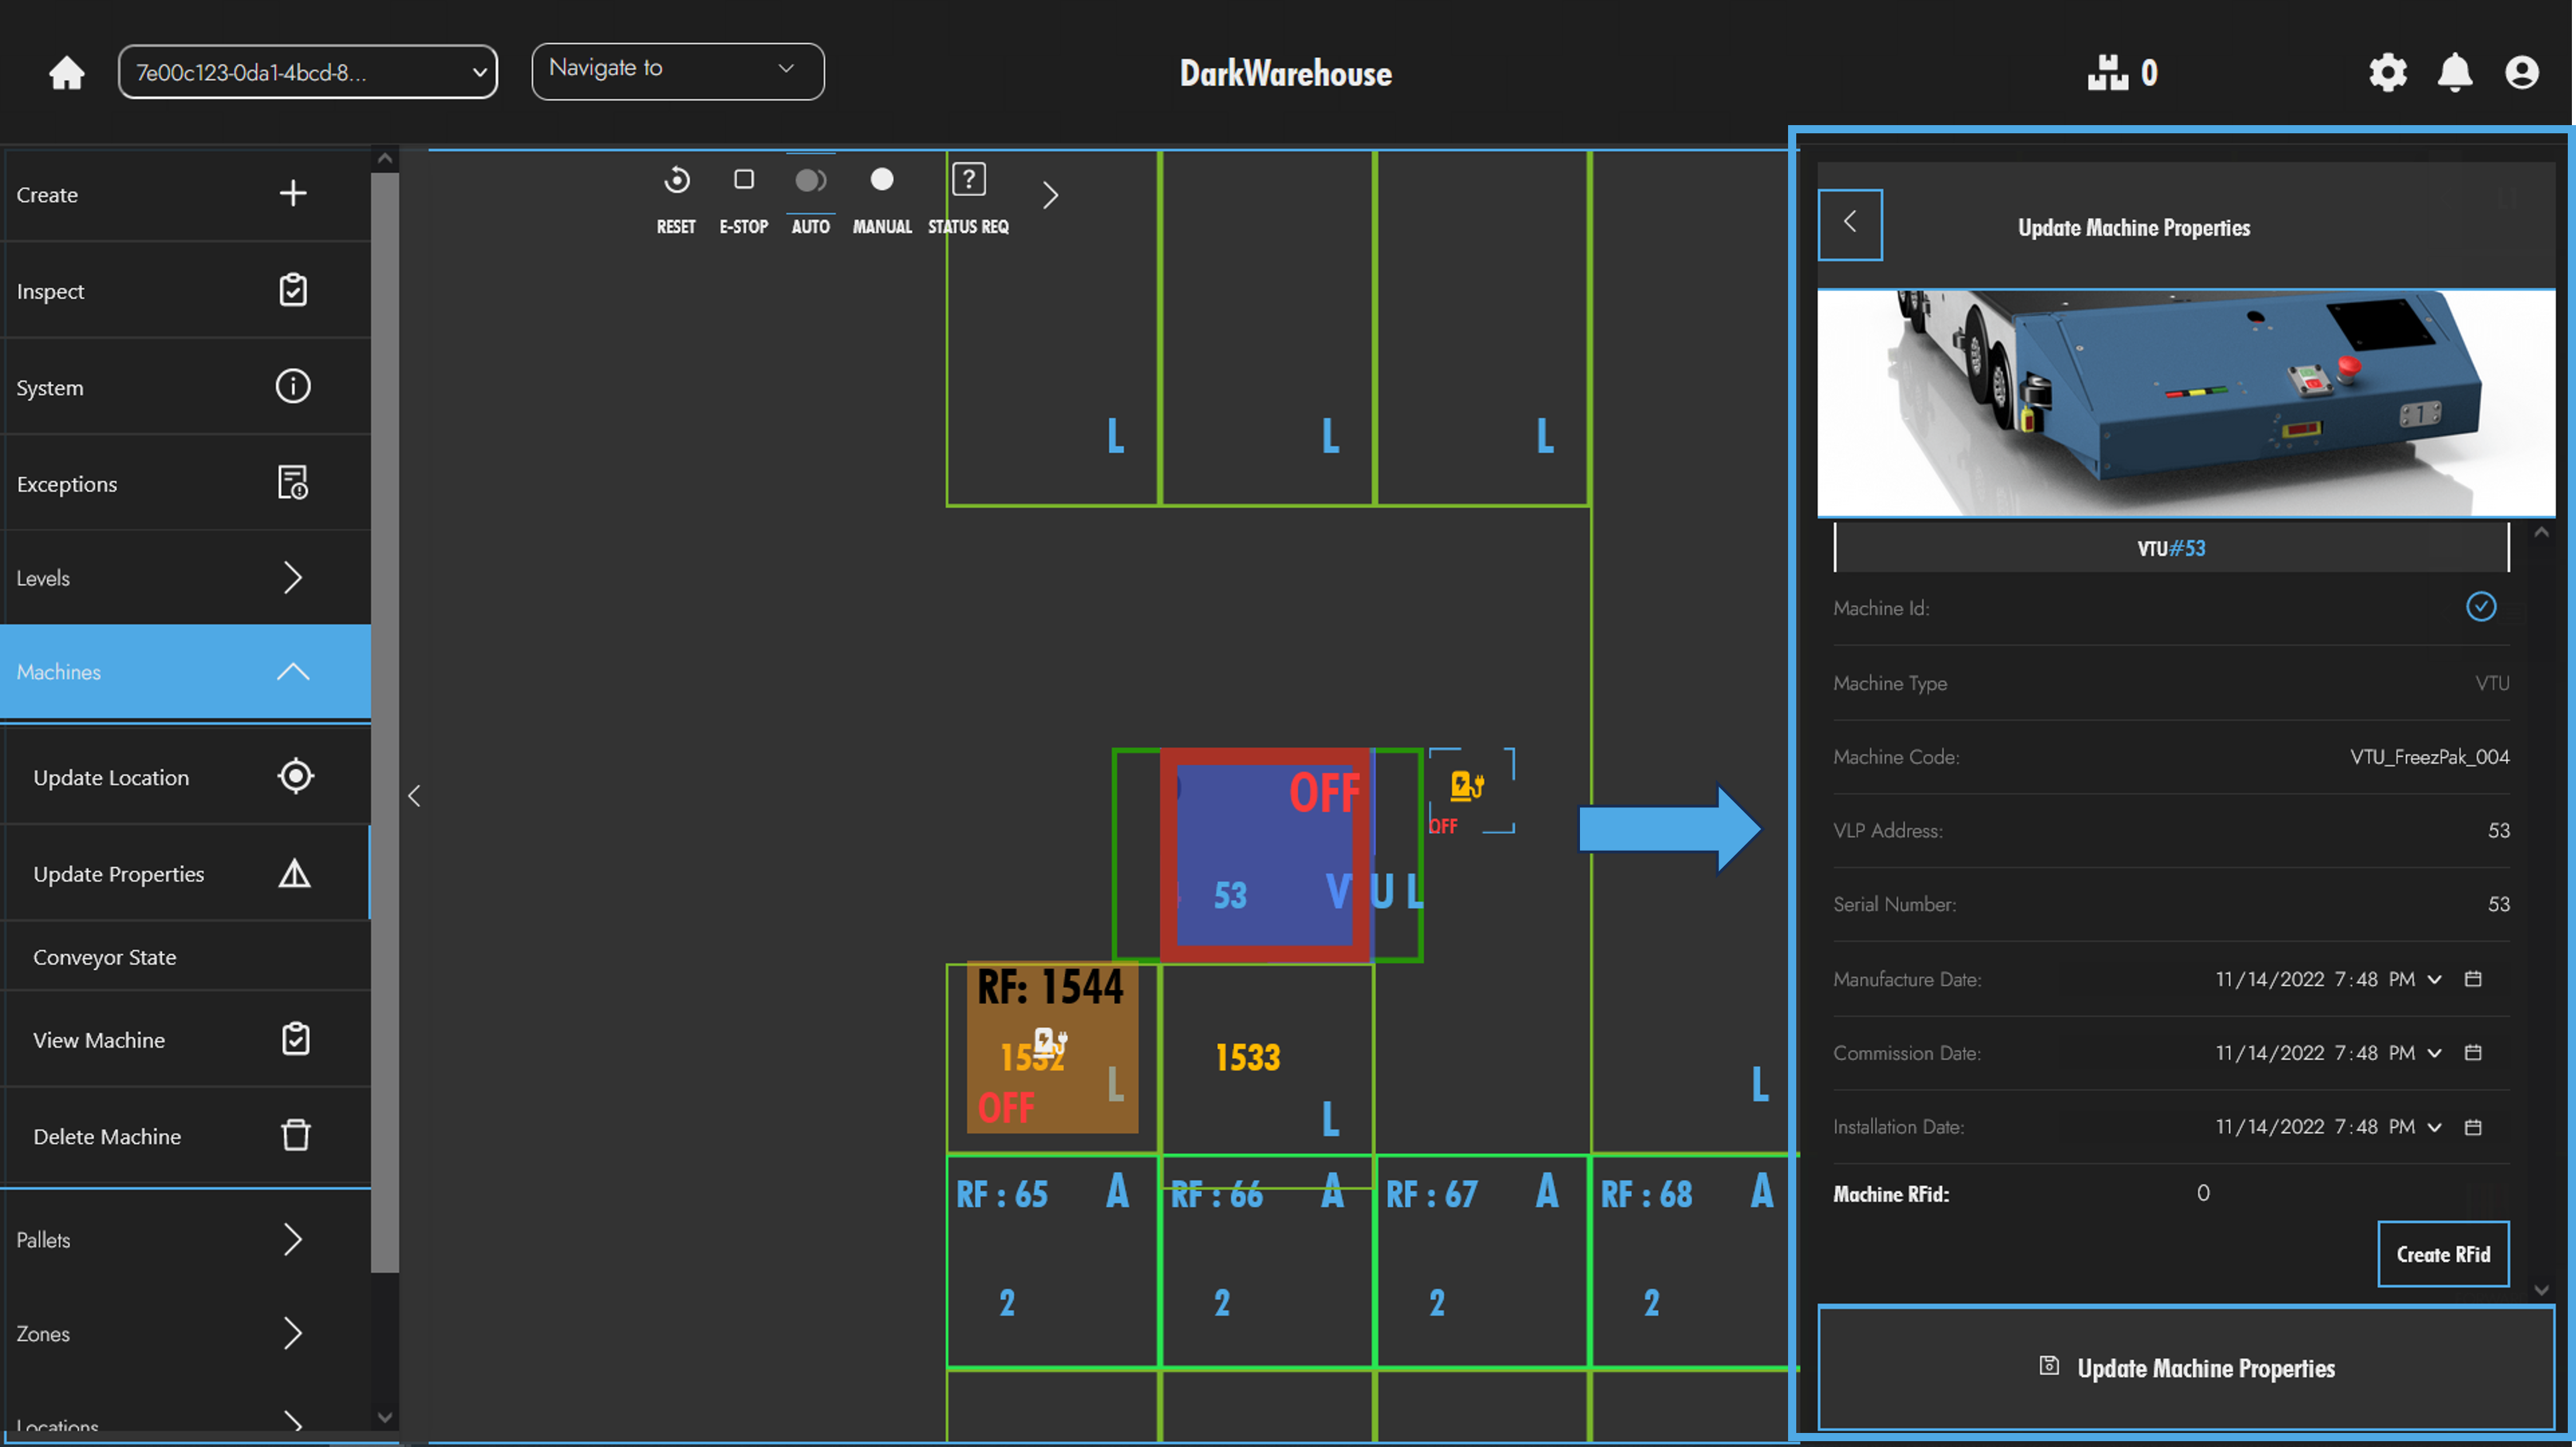 7e00c123-0da1-4bcd-8...
Navigate to
DarkWarehouse
0
Create
Inspect
System
Exceptions
Levels
Machines
Update Location
Update Properties
Conveyor State
View Machine
Delete Machine
Pallets
Zones
Locations
RESET
E-STOP
AUTO
MANUAL
STATUS REQ
L
L
L
OFF
53
VTU L
OFF
RF: 1544
1532
L
OFF
1533
L
L
RF : 65
A
RF : 66
A
RF : 67
A
RF : 68
A
2
2
2
2
Update Machine Properties
1
VTU#53
Machine Id:
Machine Type VTU
Machine Code: VTU_FreezPak_004
VLP Address: 53
Serial Number: 53
Manufacture Date: 11/14/2022 7:48 PM
Commission Date: 11/14/2022 7:48 PM
Installation Date: 11/14/2022 7:48 PM
Machine RFid: 0
Create RFid
Update Machine Properties